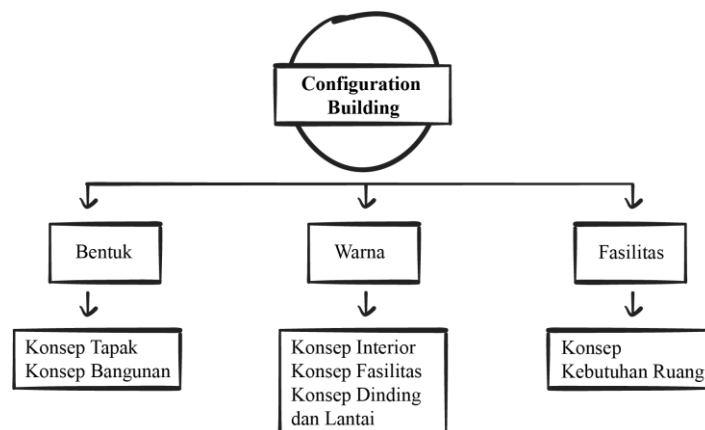 Configuration
Building
Bentuk
Warna
Fasilitas
Konsep Tapak
Konsep Bangunan
Konsep Interior
Konsep Fasilitas
Konsep Dinding
dan Lantai
Konsep
Kebutuhan Ruang